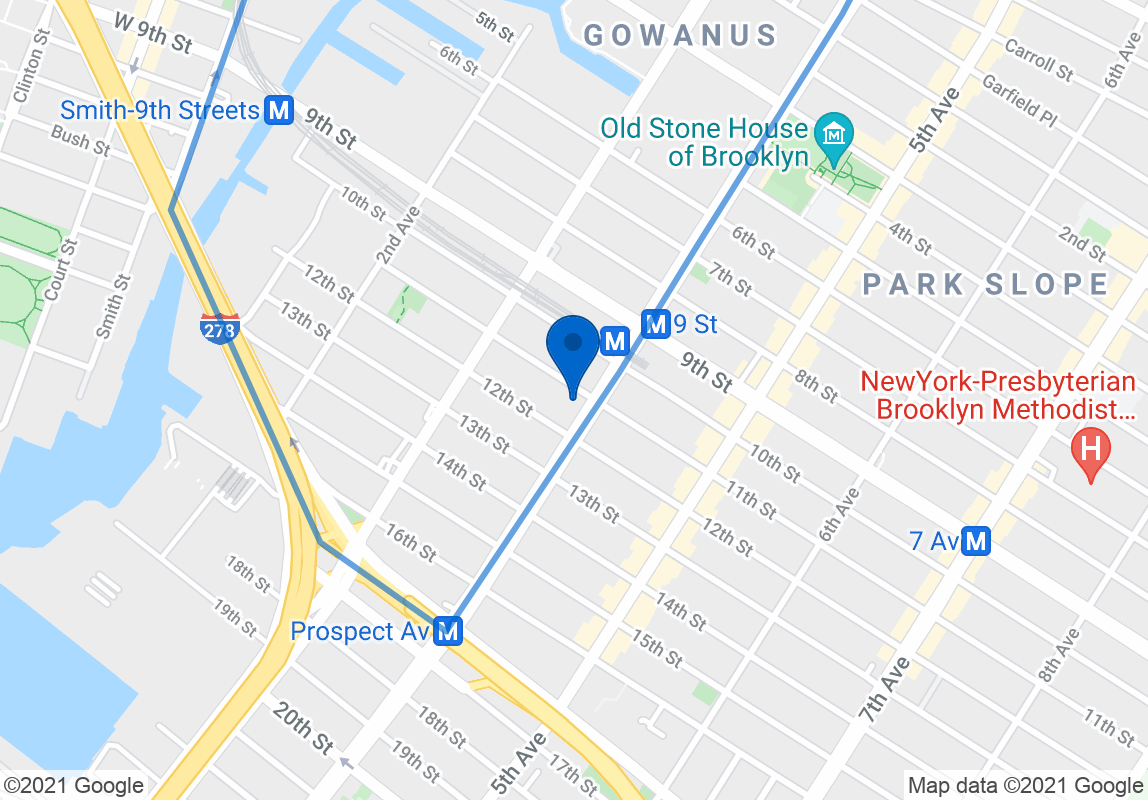 W 9th St
5th St
GOWANUS
6th St
Carroll St
6th Ave
Clinton St
Garfield Pl
5th Ave
Smith-9th Streets M
9th St
Bush St
Old Stone House
of Brooklyn
10th St
2nd Ave
6th St
4th St
2nd St
Court St
Smith St
12th St
7th St
PARK SLOPE
13th St
278
M
M 9 St
9th St
8th St
NewYork-Presbyterian
Brooklyn Methodist...
H
12th St
13th St
14th St
10th St
11th St
13th St
6th Ave
12th St
7 Av M
16th St
18th St
19th St
14th St
Prospect Av M
15th St
8th Ave
7th Ave
20th St
18th St
19th St
5th Ave
17th St
11th St
©2021 Google
Map data ©2021 Google